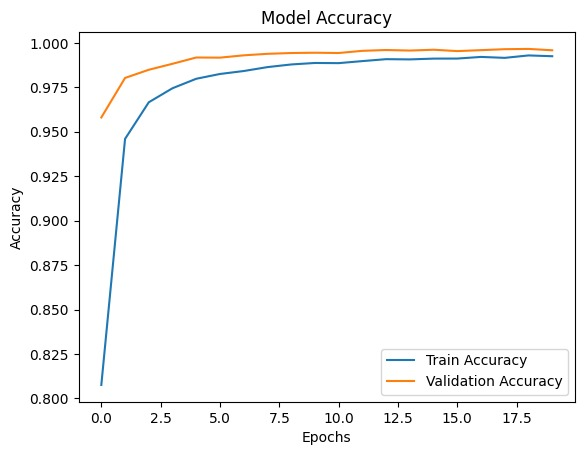 Model Accuracy
1.000
0.975
0.950
0.925
0.900
0.875
0.850
0.825
0.800
Accuracy
0.0 2.5 5.0 7.5 10.0 12.5 15.0 17.5
Epochs
Train Accuracy
Validation Accuracy